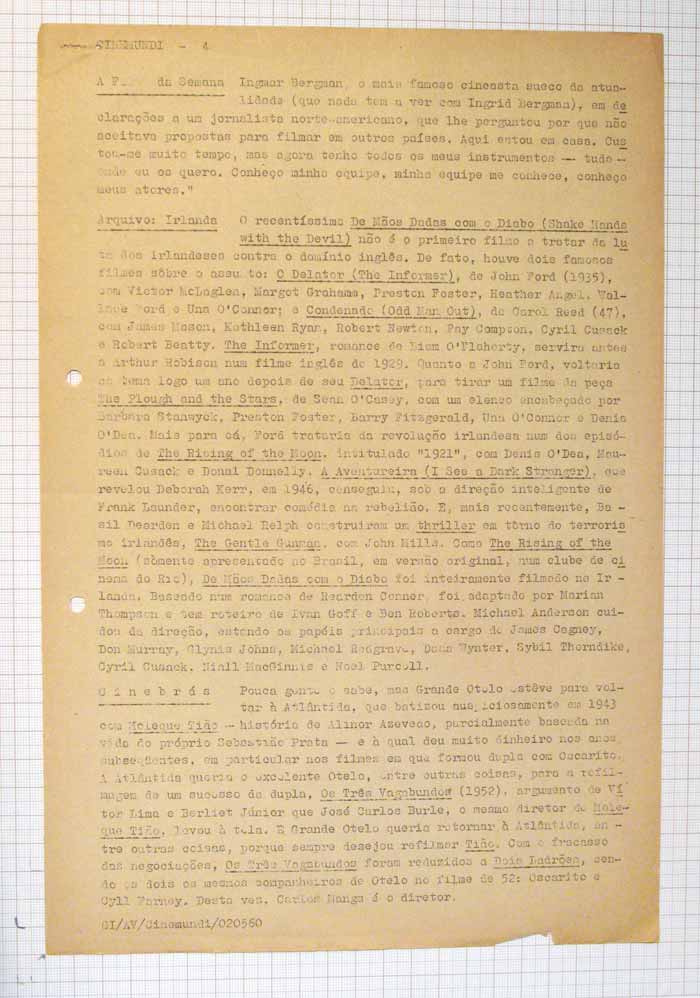 CINEMUNDI - 4
A da Semana Ingmar Bergman, o mais famoso cineasta sueco da atua-
lidade (que nada tem a ver com Ingrid Bergman), em de
clarações a um jornalista norte-americano, que lhe perguntou por que não
aceitava propostas para filmar em outros países. Aqui estou em casa. Cus
tou-me muito tempo, mas agora tenho todos os meus instrumentos — tudo -
onde eu os quero. Conheço minha equipe, minha equipe me conhece, conheço
meus atores."
Arquivo: Irlanda O recentíssimo De Mãos Dadas com o Diabo (Shake Hands
with the Devil) não é o primeiro filme a tratar da lu
ta dos irlandeses contra o domínio inglês. De fato, houve dois famosos
filmes sôbre o assunto: O Delator (The Informer), de John Ford (1935),
com Victor McLaglen, Margot Grahame, Preston Foster, Heather Angel, Wal-
lace Ford e Una O'Connor; e Condenado (Odd Man Out), de Carol Reed (47),
com James Mason, Kathleen Ryan, Robert Newton, Fay Compton, Cyril Cusack
e Robert Beatty. The Informer, romance de Liam O'Flaherty, servira antes
a Arthur Robison num filme inglês de 1929. Quanto a John Ford, voltaria
ao tema logo um ano depois de seu Delator, para tirar um filme da peça
The Plough and the Stars, de Sean O'Casey, com um elenco encabeçado por
Barbara Stanwyck, Preston Foster, Barry Fitzgerald, Una O'Connor e Denis
O'Dea. Mais para cá, Ford trataria da revolução irlandesa num dos episó-
dios de The Rising of the Moon, intitulado "1921", com Denis O'Dea, Mau-
reen Cusack e Donal Donnelly. A Aventureira (I See a Dark Stranger), que
revelou Deborah Kerr, em 1946, conseguiu, sob a direção inteligente de
Frank Launder, encontrar comédia na rebelião. E, mais recentemente, Ba-
sil Dearden e Michael Relph construiram um thriller em tôrno do terroris
mo irlandês, The Gentle Gunman, com John Mills. Como The Rising of the
Moon (sòmente apresentado no Brasil, em versão original, num clube de ci
nema do Rio), De Mãos Dadas com o Diabo foi inteiramente filmado na Ir -
landa. Baseado num romance de Rearden Conner, foi adaptado por Marian
Thompson e tem roteiro de Ivan Goff e Ben Roberts. Michael Anderson cui-
dou da direção, estando os papéis principais a cargo de James Cagney,
Don Murray, Glynis Johns, Michael Redgrave, Dana Wynter, Sybil Thorndike,
Cyril Cusack, Niall MacGinnis e Noel Purcell.
C i n e b r á s Pouca gente o sabe, mas Grande Otelo estêve para vol-
tar à Atlântida, que batizou auspiciosamente em 1943
com Moleque Tião — história de Alinor Azevedo, parcialmente baseada na
vida do próprio Sebastião Prata — e à qual deu muito dinheiro nos anos
subseqüentes, em particular nos filmes em que formou dupla com Oscarito.
A Atlântida queria o excelente Otelo, entre outras coisas, para a refil-
magem de um sucesso da dupla, Os Três Vagabundos (1952), argumento de Ví
tor Lima e Berliet Júnior que José Carlos Burle, o mesmo diretor de Mole-
que Tião, levou à tela. E Grande Otelo queria retornar à Atlântida, en -
tre outras coisas, porque sempre desejou refilmar Tião. Com o fracasso
das negociações, Os Três Vagabundos foram reduzidos a Dois Ladrões, sen-
do os dois os mesmos companheiros de Otelo no filme de 52: Oscarito e
Cyll Farney. Desta vez, Carlos Manga é o diretor.
CI/AV/Cinemundi/020560